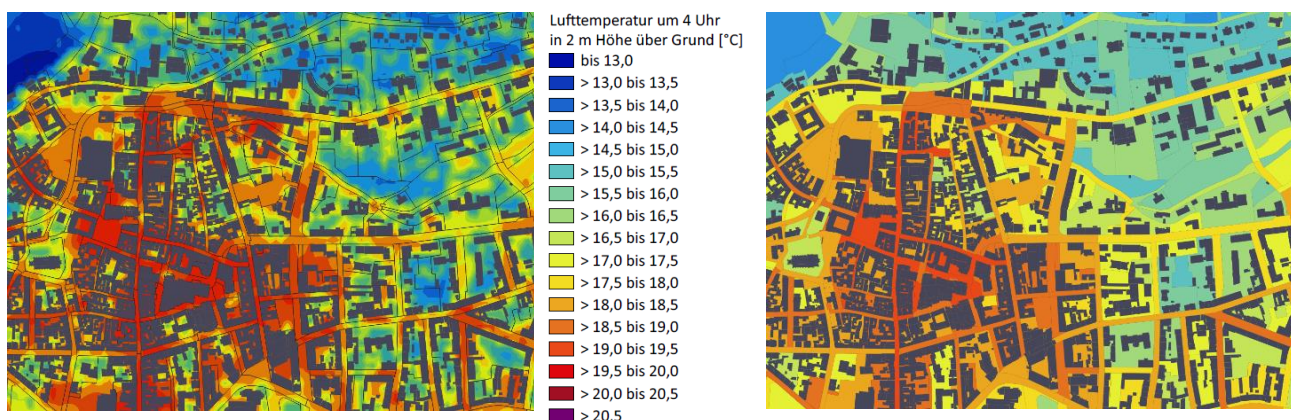 Lufttemperatur um 4 Uhr
in 2 m Höhe über Grund [°C]
bis 13,0
> 13,0 bis 13,5
> 13,5 bis 14,0
> 14,0 bis 14,5
> 14,5 bis 15,0
> 15,0 bis 15,5
> 15,5 bis 16,0
> 16,0 bis 16,5
> 16,5 bis 17,0
> 17,0 bis 17,5
> 17,5 bis 18,0
> 18,0 bis 18,5
> 18,5 bis 19,0
> 19,0 bis 19,5
> 19,5 bis 20,0
> 20,0 bis 20,5
> 20,5